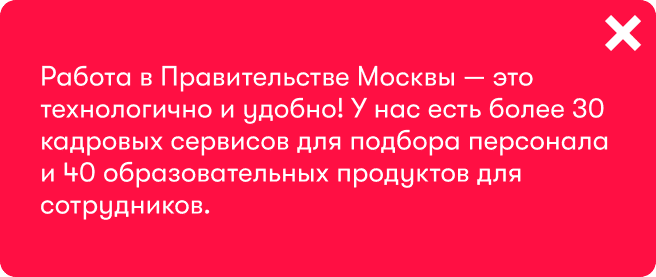 Работа в Правительстве Москвы — это
технологично и удобно! У нас есть более 30
кадровых сервисов для подбора персонала
и 40 образовательных продуктов для
сотрудников.